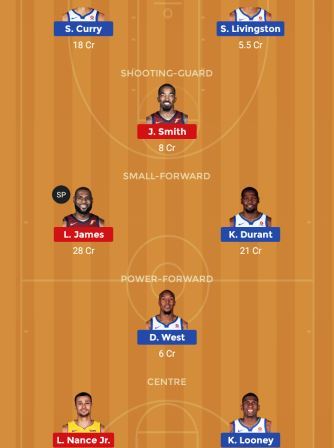 S. Curry
S. Livingston
18 Cr
5.5 Cr
SHOOTING-GUARD
J. Smith
8 Cr
SMALL-FORWARD
SP
L. James
K. Durant
28 Cr
21 Cr
POWER-FORWARD
D. West
6 Cr
CENTRE
L. Nance Jr.
K. Looney